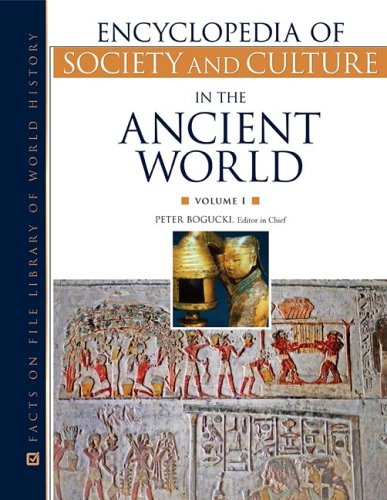 ENCYCLOPEDIA OF
SOCIETY AND CULTURE
IN THE
ANCIENT
WORLD
VOLUME I
PETER BOGUCKI, Editor in Chief
FACTS ON FILE LIBRARY OF WORLD HISTORY